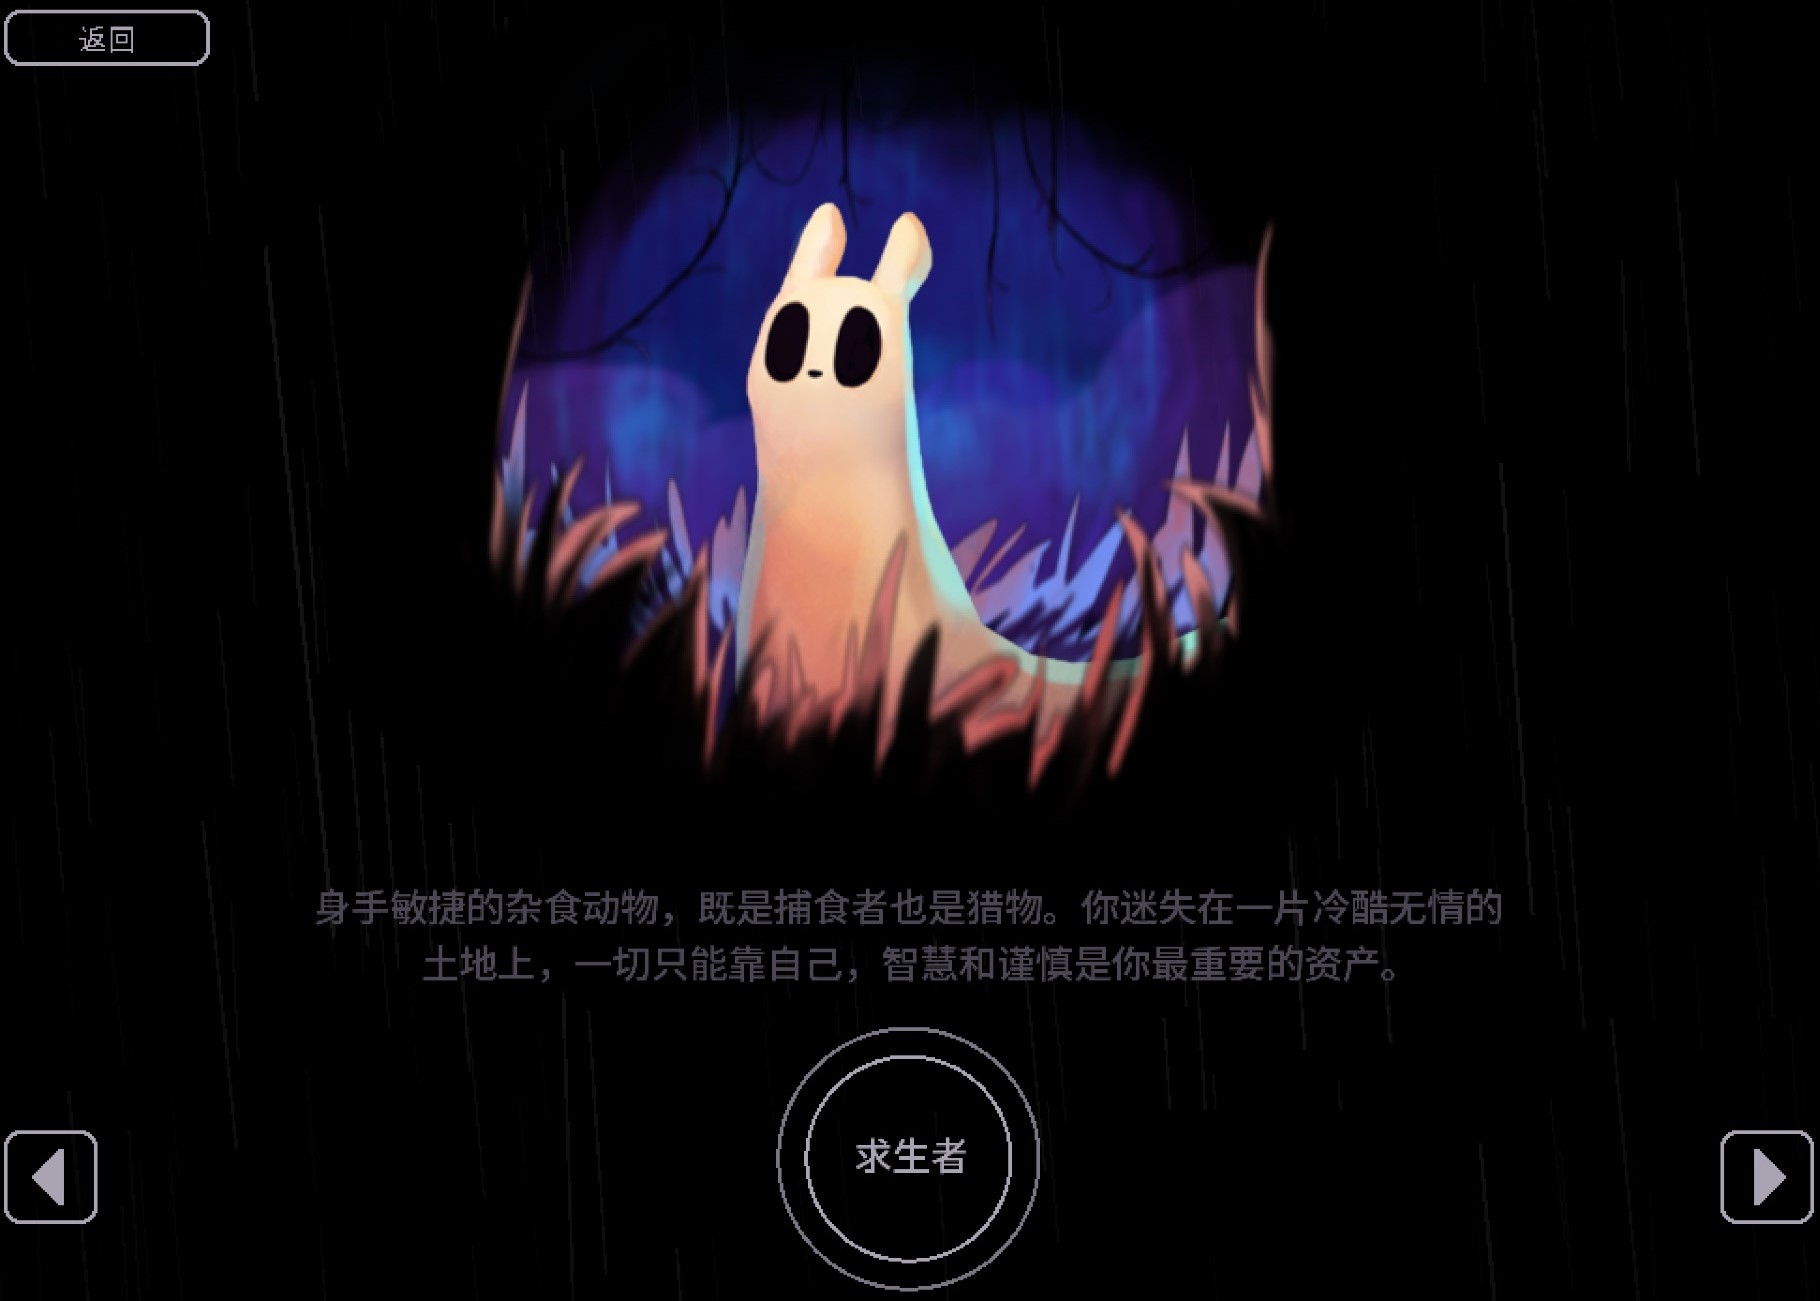 返回
身手敏捷的杂食动物，既是捕食者也是猎物。你迷失在一片冷酷无情的
土地上，一切只能靠自己，智慧和谨慎是你最重要的资产。
求生者